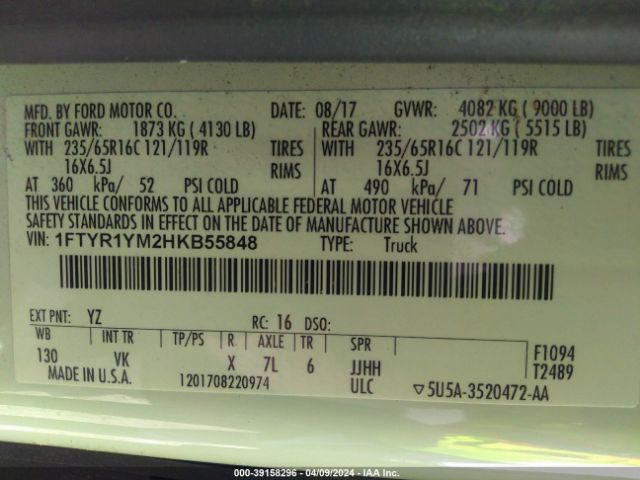 MFD. BY FORD MOTOR CO. DATE: 08/17 GVWR: 4082 KG ( 9000 LB)
FRONT GAWR: 1873 KG ( 4130 LB) REAR GAWR: 2502 KG ( 5515 LB)
WITH 235/65R16C 121/119R TIRES WITH 235/65R16C 121/119R TIRES
16X6.5J RIMS 16X6.5J RIMS
AT 360 kPa/ 52 PSI COLD AT 490 kPa/ 71 PSI COLD
THIS VEHICLE CONFORMS TO ALL APPLICABLE FEDERAL MOTOR VEHICLE
SAFETY STANDARDS IN EFFECT ON THE DATE OF MANUFACTURE SHOWN ABOVE.
VIN: 1FTYR1YM2HKB55848 TYPE: Truck
EXT PNT: YZ RC: 16 DSO:
WB INT TR TP/PS R AXLE TR SPR F1094
130 VK X 7L 6 JJHH T2489
MADE IN U.S.A. 1201708220974 ULC ▽5U5A-3520472-AA
000-39158296 - 04/09/2024 - IAA Inc.